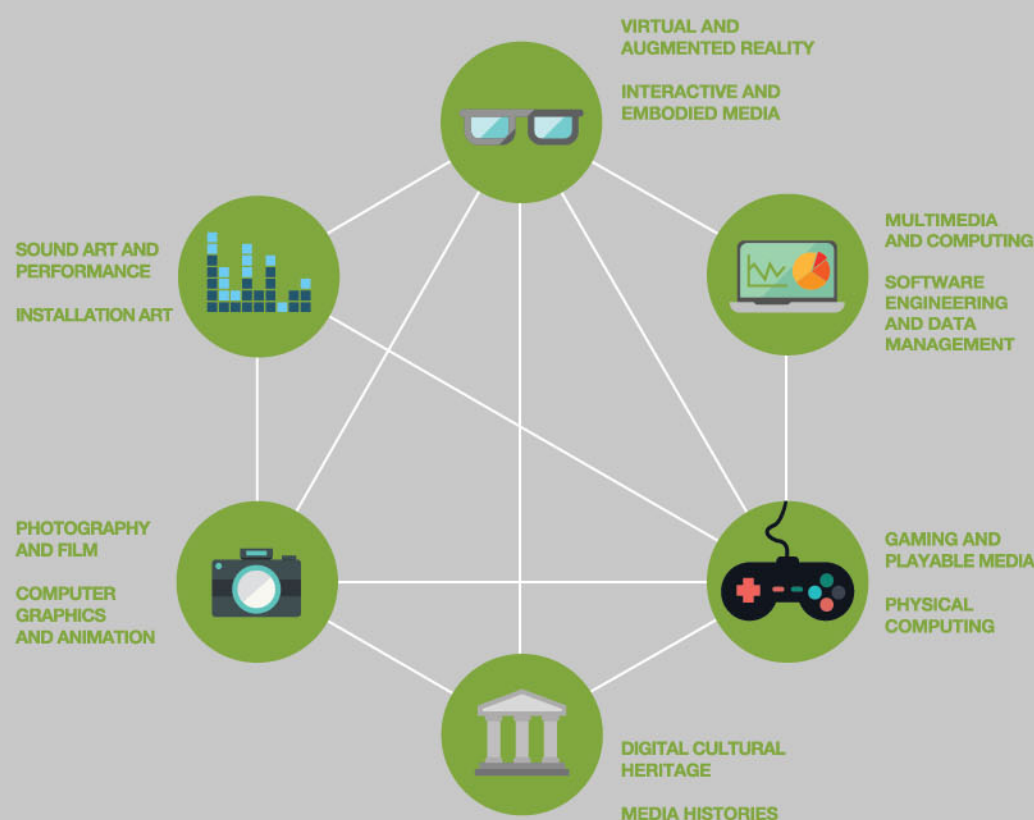 VIRTUAL AND
AUGMENTED REALITY
INTERACTIVE AND
EMBODIED MEDIA
SOUND ART AND
PERFORMANCE
INSTALLATION ART
MULTIMEDIA
AND COMPUTING
SOFTWARE
ENGINEERING
AND DATA
MANAGEMENT
PHOTOGRAPHY
AND FILM
COMPUTER
GRAPHICS
AND ANIMATION
GAMING AND
PLAYABLE MEDIA
PHYSICAL
COMPUTING
DIGITAL CULTURAL
HERITAGE
MEDIA HISTORIES